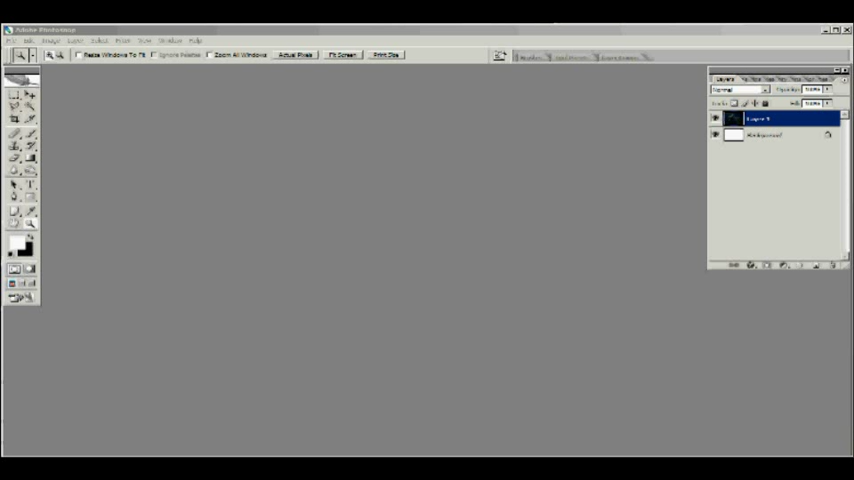 Adobe Photoshop
File Edit Image Layer Select Filter View Window Help
Resize Windows To Fit Ignore Palettes Zoom All Windows Actual Pixels Fit Screen Print Size
Layers
Normal Opacity: 100%
Lock: Fill: 100%
Layer 1
Background